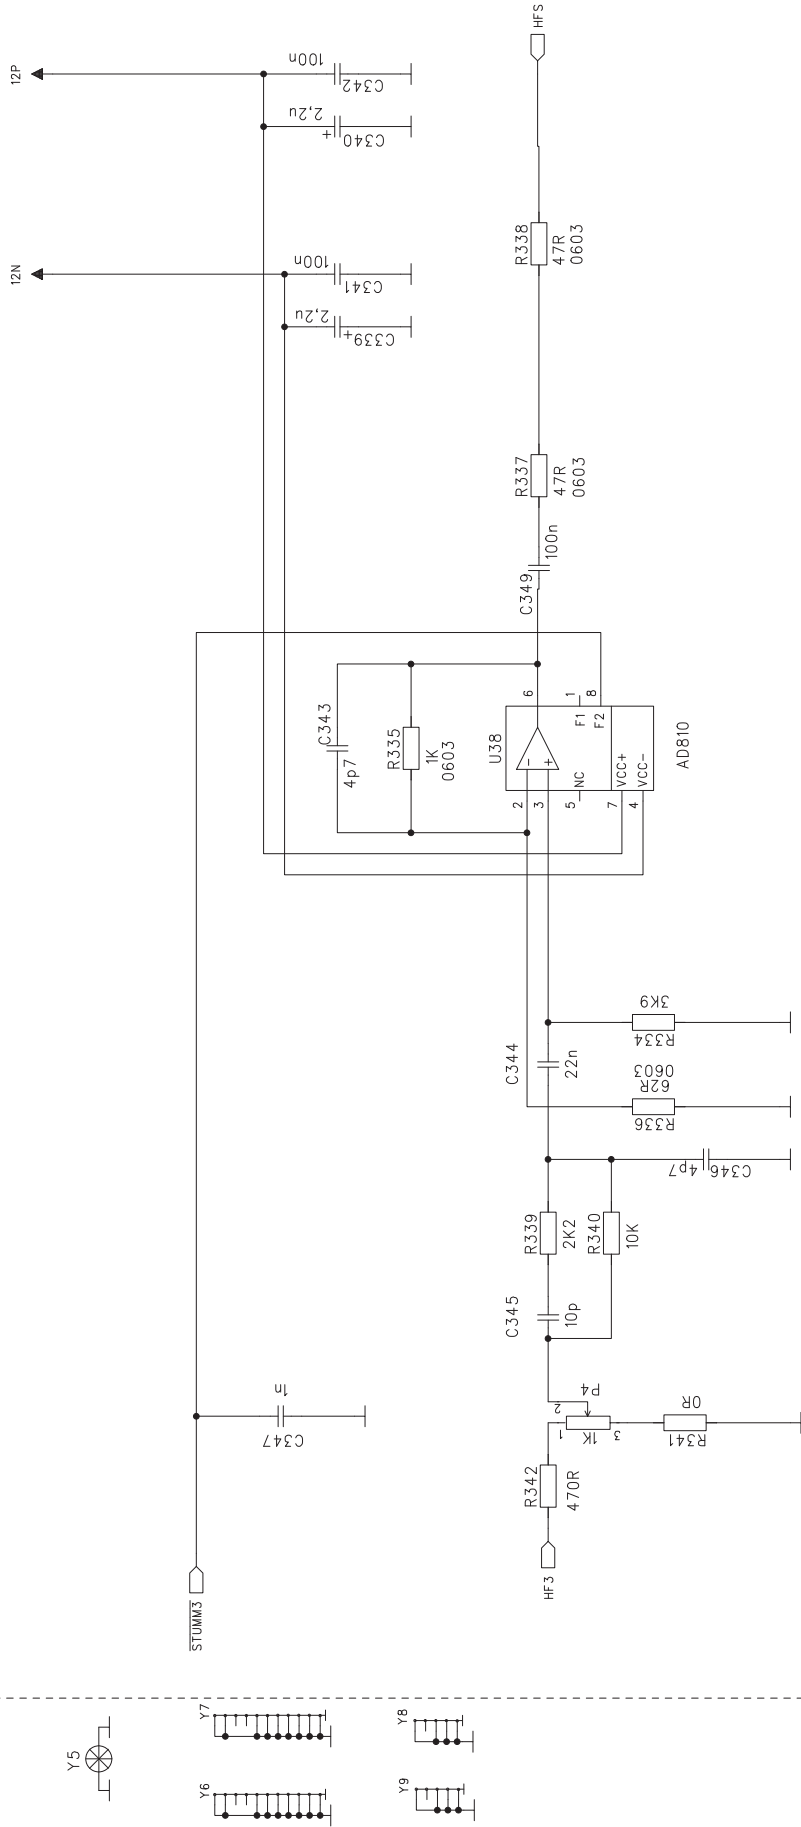 12P
100n
C342
2,2u
+
C340
12N
100n
C341
2,2u
C339
+
HFS
R338
47R
0603
R337
47R
0603
C349
100n
C343
4p7
R335
1K
0603
U38
6
1
8
F1
F2
-
+
NC
VCC+
VCC-
AD810
2
3
5
7
4
C344
22n
3K9
R334
0603
62R
R336
4p7
C346
R339
2K2
R340
10K
C345
10p
P4
2
1
1K
3
0R
R341
1n
C347
R342
470R
HF3
STUMM3
Y5
Y7
Y6
Y8
Y9